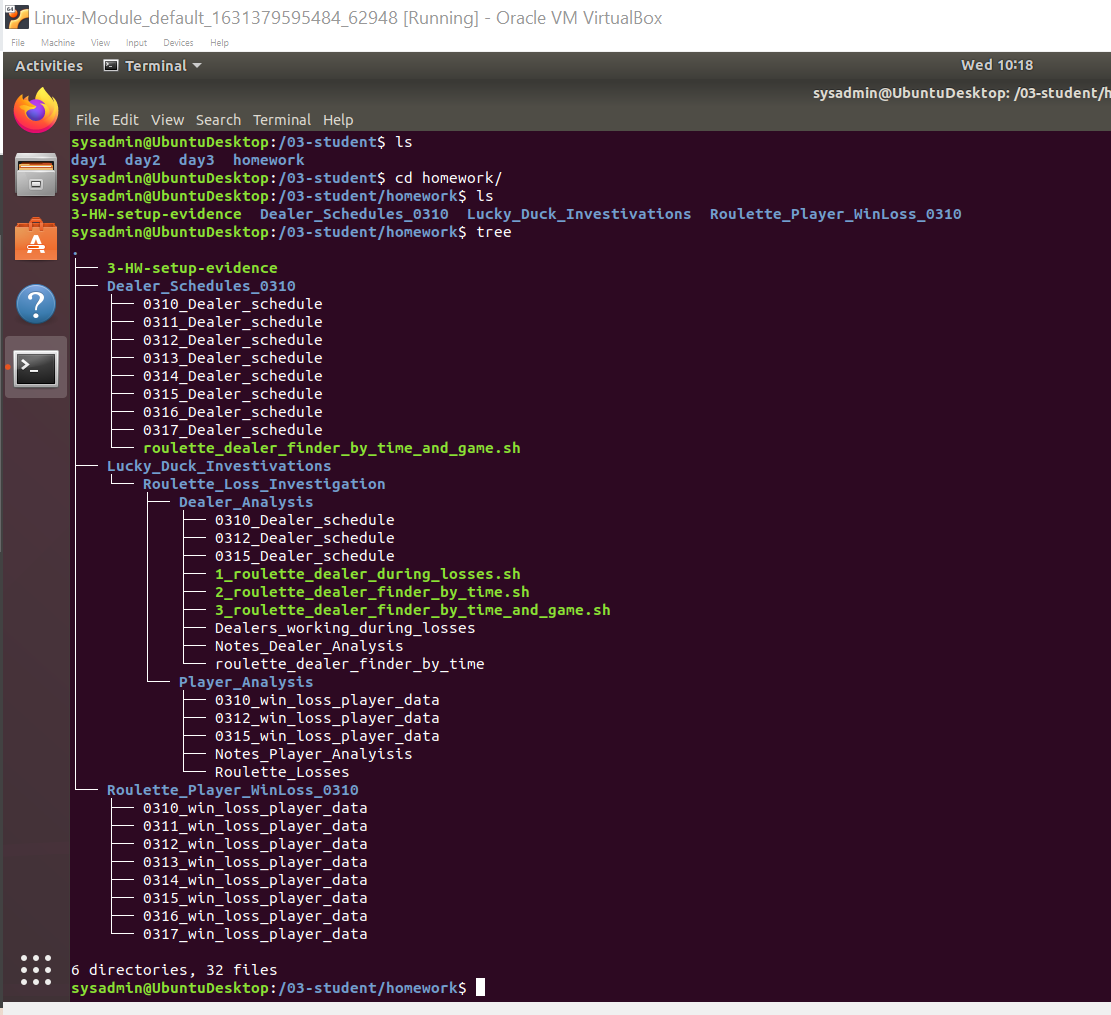 Linux-Module_default_1631379595484_62948 [Running] - Oracle VM VirtualBox
File Machine View Input Devices Help
Activities Terminal Wed 10:18
sysadmin@UbuntuDesktop: /03-student/h
File Edit View Search Terminal Help
sysadmin@UbuntuDesktop:/03-student$ ls
day1 day2 day3 homework
sysadmin@UbuntuDesktop:/03-student$ cd homework/
sysadmin@UbuntuDesktop:/03-student/homework$ ls
3-HW-setup-evidence Dealer_Schedules_0310 Lucky_Duck_Investivations Roulette_Player_WinLoss_0310
sysadmin@UbuntuDesktop:/03-student/homework$ tree
.
├── 3-HW-setup-evidence
├── Dealer_Schedules_0310
│   ├── 0310_Dealer_schedule
│   ├── 0311_Dealer_schedule
│   ├── 0312_Dealer_schedule
│   ├── 0313_Dealer_schedule
│   ├── 0314_Dealer_schedule
│   ├── 0315_Dealer_schedule
│   ├── 0316_Dealer_schedule
│   ├── 0317_Dealer_schedule
│   └── roulette_dealer_finder_by_time_and_game.sh
├── Lucky_Duck_Investivations
│   └── Roulette_Loss_Investigation
│       ├── Dealer_Analysis
│       │   ├── 0310_Dealer_schedule
│       │   ├── 0312_Dealer_schedule
│       │   ├── 0315_Dealer_schedule
│       │   ├── 1_roulette_dealer_during_losses.sh
│       │   ├── 2_roulette_dealer_finder_by_time.sh
│       │   ├── 3_roulette_dealer_finder_by_time_and_game.sh
│       │   ├── Dealers_working_during_losses
│       │   ├── Notes_Dealer_Analysis
│       │   └── roulette_dealer_finder_by_time
│       └── Player_Analysis
│           ├── 0310_win_loss_player_data
│           ├── 0312_win_loss_player_data
│           ├── 0315_win_loss_player_data
│           ├── Notes_Player_Analyisis
│           └── Roulette_Losses
└── Roulette_Player_WinLoss_0310
    ├── 0310_win_loss_player_data
    ├── 0311_win_loss_player_data
    ├── 0312_win_loss_player_data
    ├── 0313_win_loss_player_data
    ├── 0314_win_loss_player_data
    ├── 0315_win_loss_player_data
    ├── 0316_win_loss_player_data
    └── 0317_win_loss_player_data
6 directories, 32 files
sysadmin@UbuntuDesktop:/03-student/homework$